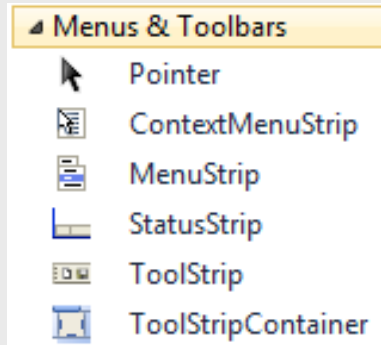 Menus & Toolbars
Pointer
ContextMenuStrip
MenuStrip
StatusStrip
ToolStrip
ToolStripContainer